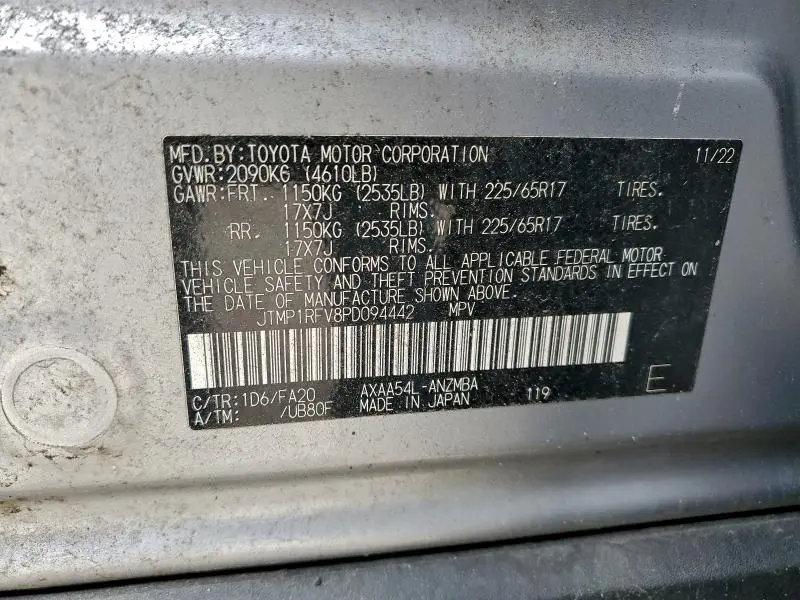 MFD.BY:TOYOTA MOTOR CORPORATION 11/22
GVWR:2090KG (4610LB)
GAWR:FRT. 1150KG (2535LB) WITH 225/65R17 TIRES.
17X7J RIMS.
RR. 1150KG (2535LB) WITH 225/65R17 TIRES.
17X7J RIMS.
THIS VEHICLE CONFORMS TO ALL APPLICABLE FEDERAL MOTOR
VEHICLE SAFETY AND THEFT PREVENTION STANDARDS IN EFFECT ON
THE DATE OF MANUFACTURE SHOWN ABOVE.
JTMP1RFV8PD094442 MPV
C/TR:1D6/FA20 AXAA54L-ANZMBA
A/TM: /UB80F MADE IN JAPAN 119 E